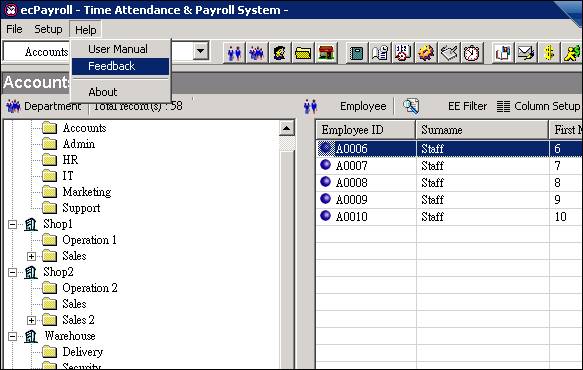 ecPayroll - Time Attendance & Payroll System -
File Setup Help
Accounts
User Manual
Feedback
About
Accounts
Department Total record(s) : 58
Accounts
Admin
HR
IT
Marketing
Support
Shop1
Operation 1
Sales
Shop2
Operation 2
Sales
Sales 2
Warehouse
Delivery
Security
Employee EE Filter Column Setup
Employee ID Surname First N
A0006 Staff 6
A0007 Staff 7
A0008 Staff 8
A0009 Staff 9
A0010 Staff 10